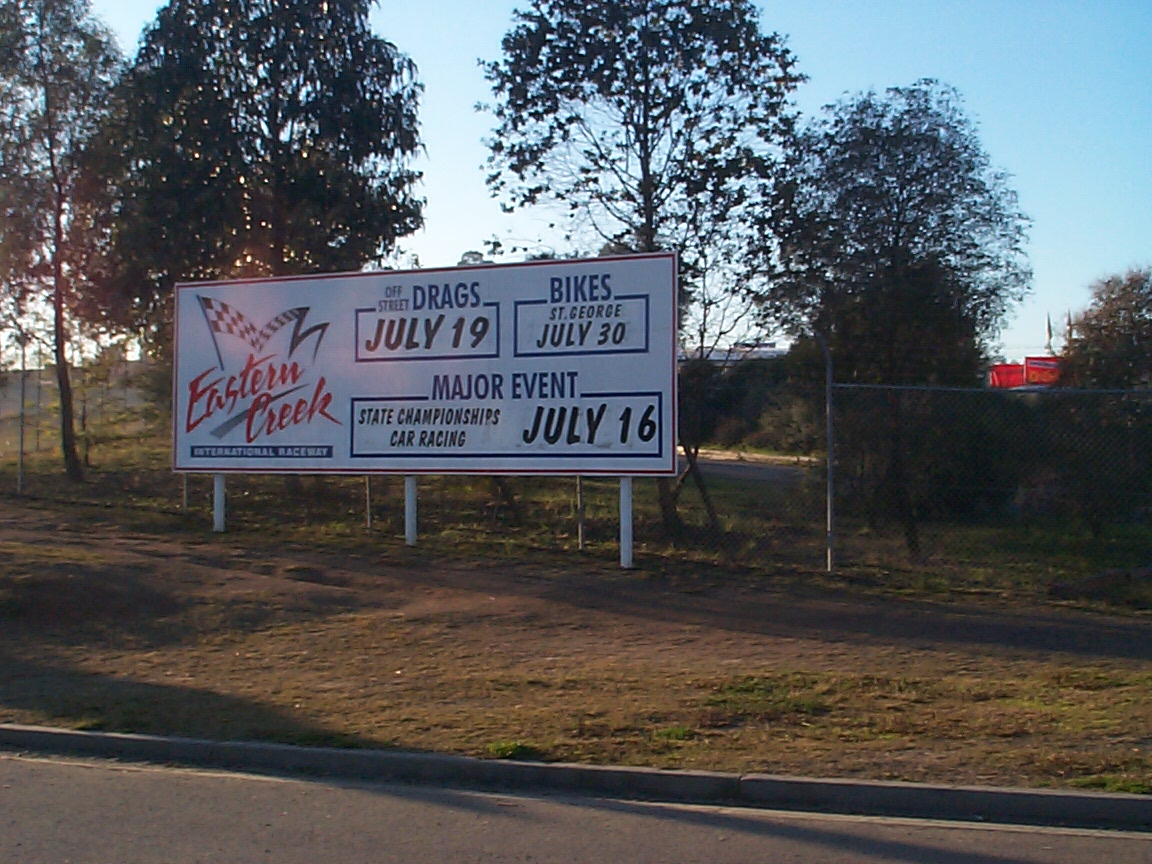 Eastern
Creek
INTERNATIONAL RACEWAY
OFF
STREET DRAGS
JULY 19
BIKES
ST. GEORGE
JULY 30
MAJOR EVENT
STATE CHAMPIONSHIPS
CAR RACING
JULY 16